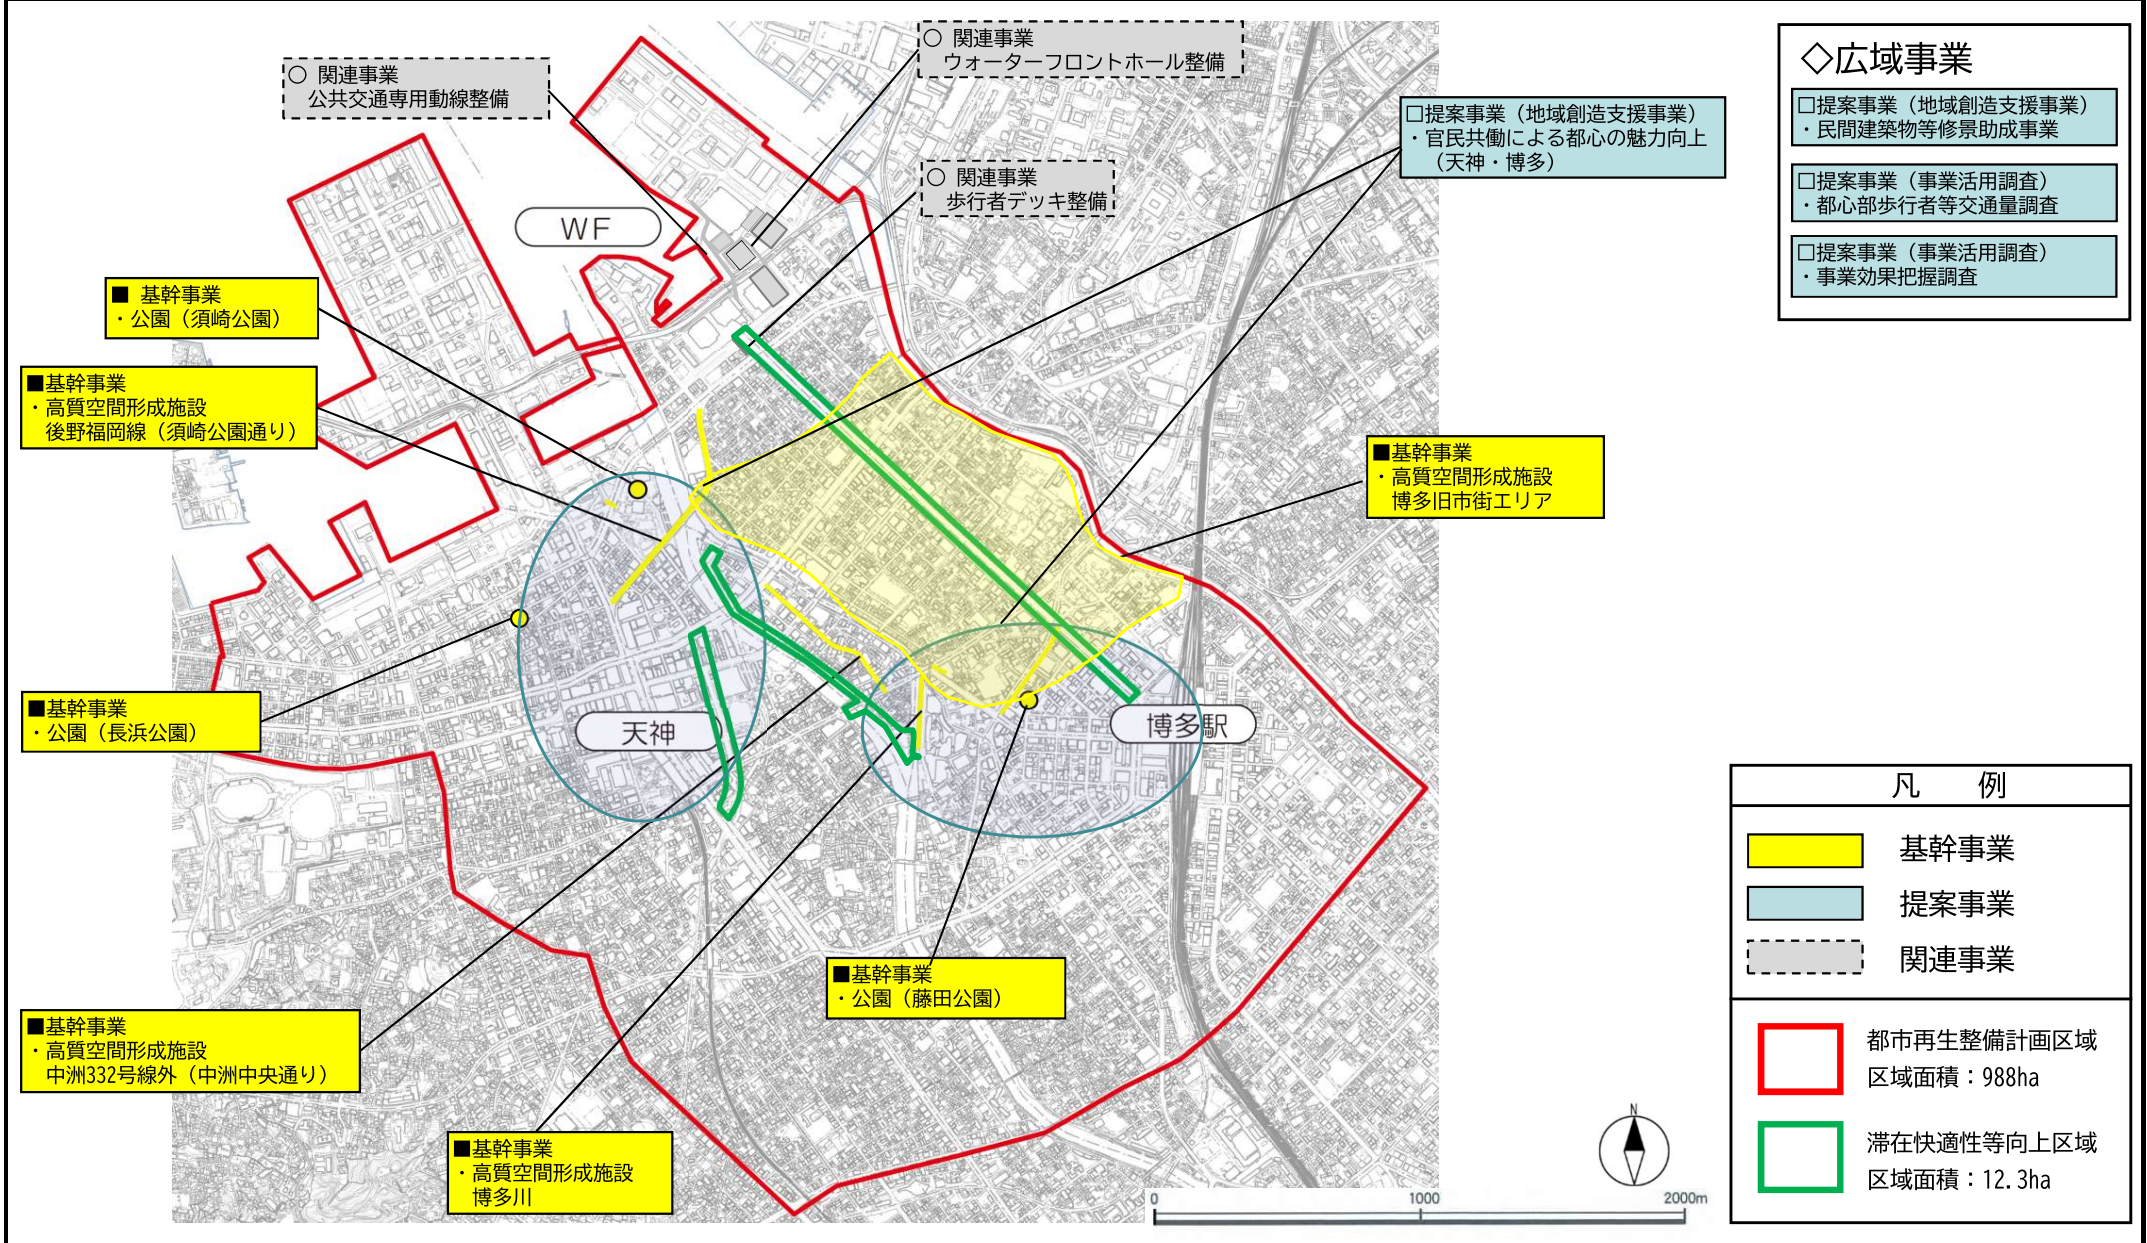 ○ 関連事業
公共交通専用動線整備
○ 関連事業
ウォーターフロントホール整備
○ 関連事業
歩行者デッキ整備
□提案事業（地域創造支援事業）
・官民共働による都心の魅力向上
（天神・博多）
◇広域事業
□提案事業（地域創造支援事業）
・民間建築物等修景助成事業
□提案事業（事業活用調査）
・都心部歩行者等交通量調査
□提案事業（事業活用調査）
・事業効果把握調査
WF
■ 基幹事業
・公園（須崎公園）
■基幹事業
・高質空間形成施設
後野福岡線（須崎公園通り）
■基幹事業
・高質空間形成施設
博多旧市街エリア
■基幹事業
・公園（長浜公園）
天神
博多駅
■基幹事業
・公園（藤田公園）
■基幹事業
・高質空間形成施設
中洲332号線外（中洲中央通り）
■基幹事業
・高質空間形成施設
博多川
凡　例
基幹事業
提案事業
関連事業
都市再生整備計画区域
区域面積：988ha
滞在快適性等向上区域
区域面積：12.3ha
N
0 1000 2000m